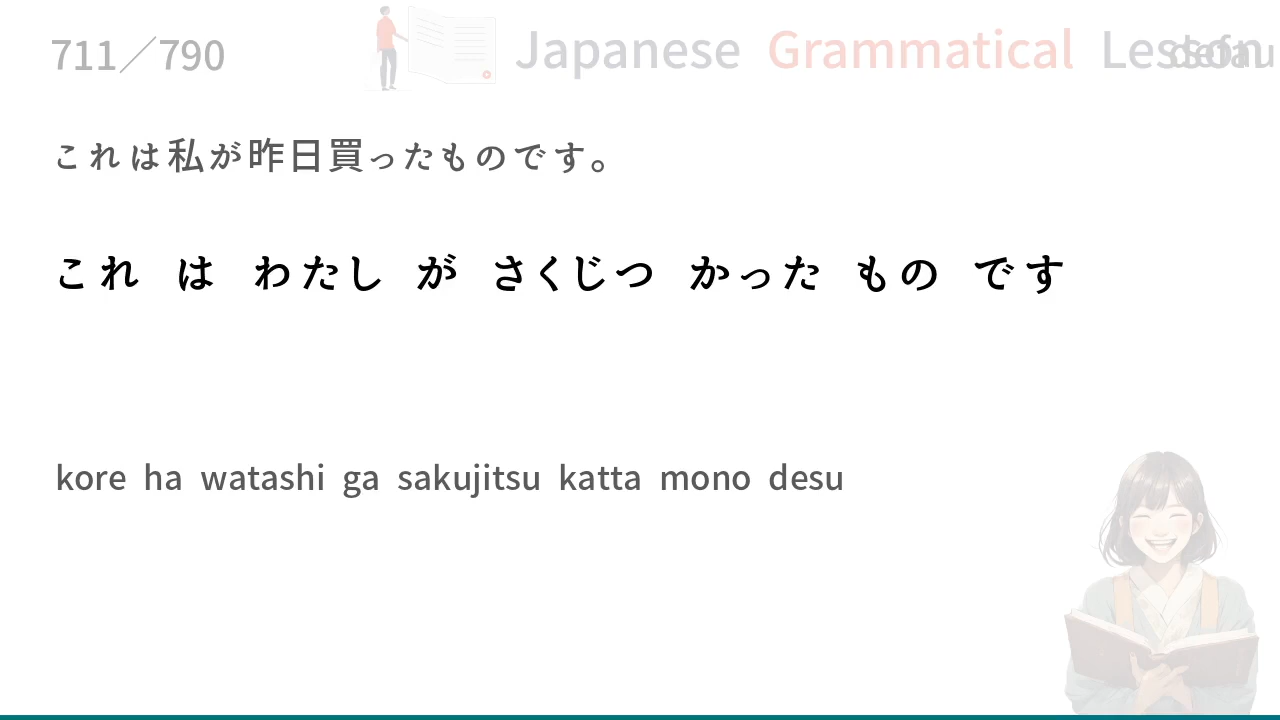 711／790
Japanese Grammatical Lesson
defau
これは私が昨日買ったものです。
これ は わたし が さくじつ かった もの です
kore ha watashi ga sakujitsu katta mono desu